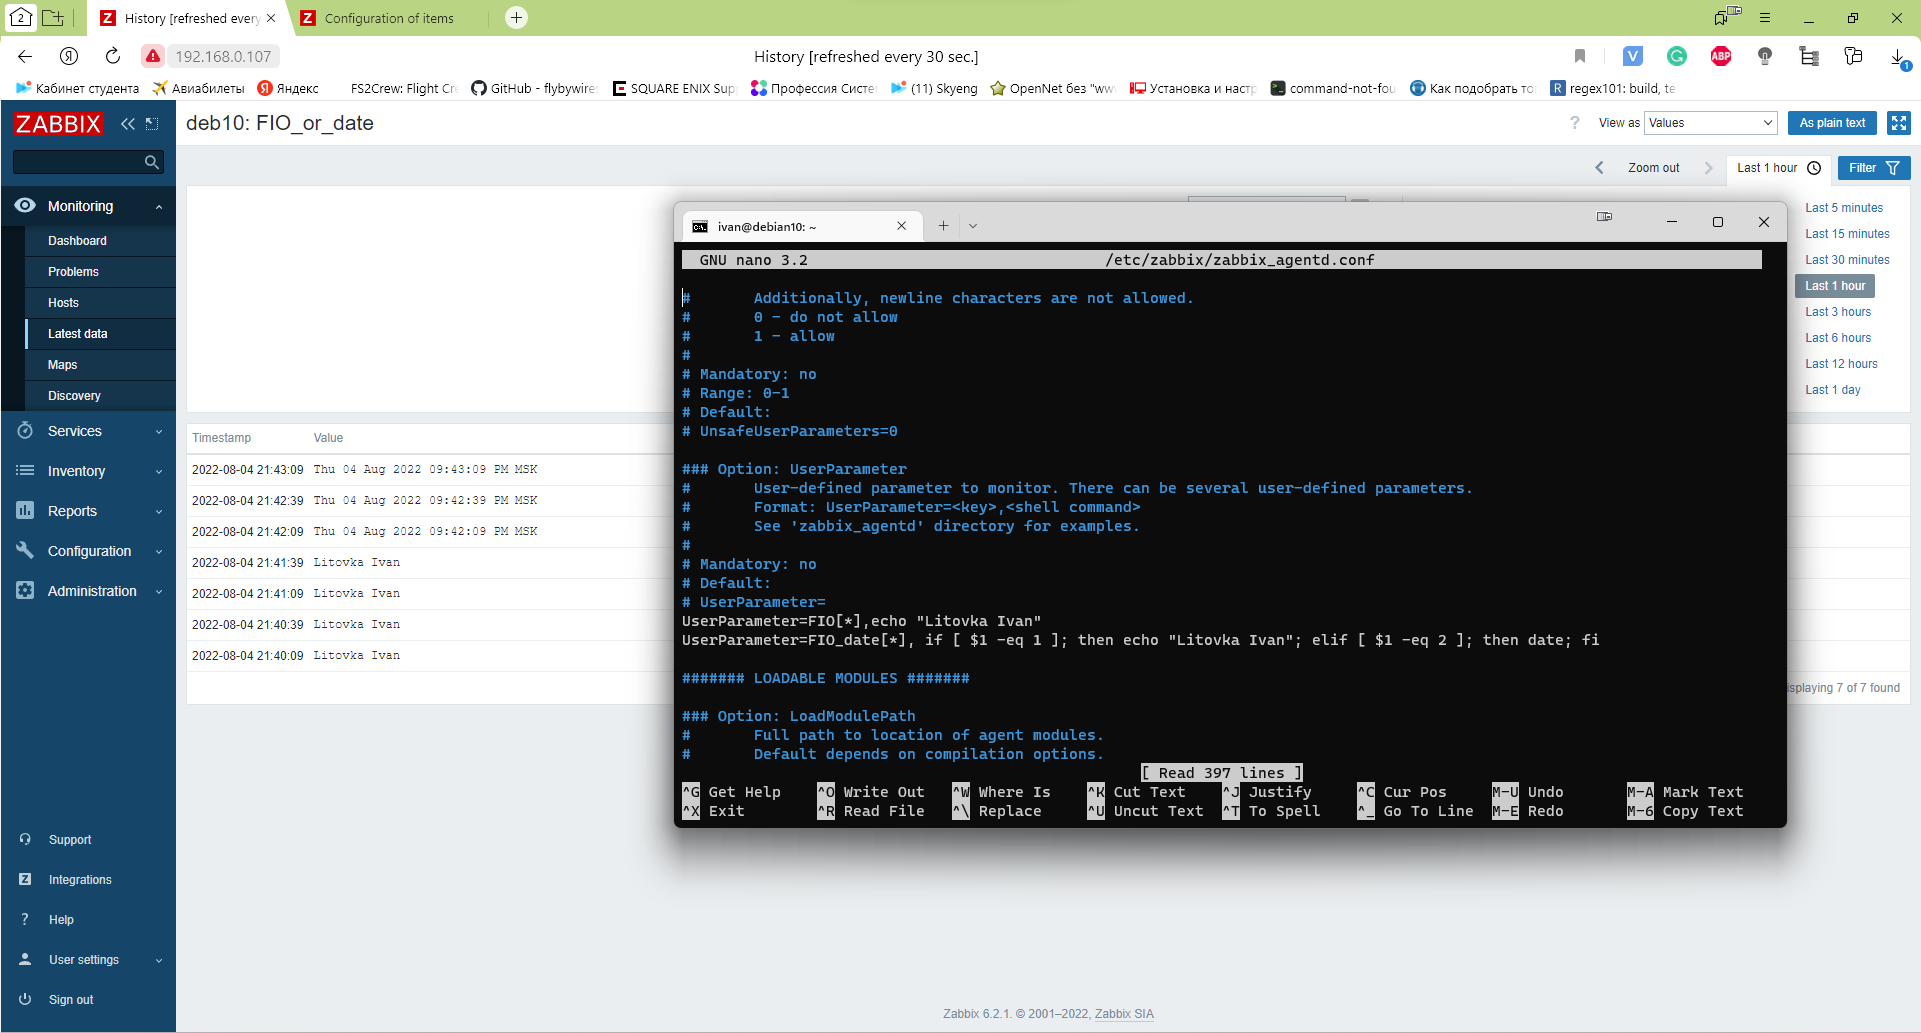 2
History [refreshed every
Configuration of items
192.168.0.107
History [refreshed every 30 sec.]
1
Кабинет студента
Авиабилеты
Яндекс
FS2Crew: Flight Cr
GitHub - flybywire
SQUARE ENIX Sup
Профессия Систе
(11) Skyeng
OpenNet без "ww
Установка и настр
command-not-fou
Как подобрать то
regex101: build, te
ZABBIX
deb10: FIO_or_date
? View as Values As plain text
Zoom out
Last 1 hour
Filter
Monitoring
Dashboard
Problems
Hosts
Latest data
Maps
Discovery
Services
Inventory
Reports
Configuration
Administration
Support
Integrations
Help
User settings
Sign out
Last 5 minutes
Last 15 minutes
Last 30 minutes
Last 1 hour
Last 3 hours
Last 6 hours
Last 12 hours
Last 1 day
Timestamp Value
2022-08-04 21:43:09 Thu 04 Aug 2022 09:43:09 PM MSK
2022-08-04 21:42:39 Thu 04 Aug 2022 09:42:39 PM MSK
2022-08-04 21:42:09 Thu 04 Aug 2022 09:42:09 PM MSK
2022-08-04 21:41:39 Litovka Ivan
2022-08-04 21:41:09 Litovka Ivan
2022-08-04 21:40:39 Litovka Ivan
2022-08-04 21:40:09 Litovka Ivan
isplaying 7 of 7 found
ivan@debian10: ~
GNU nano 3.2 /etc/zabbix/zabbix_agentd.conf
# Additionally, newline characters are not allowed.
# 0 - do not allow
# 1 - allow
#
# Mandatory: no
# Range: 0-1
# Default:
# UnsafeUserParameters=0
### Option: UserParameter
# User-defined parameter to monitor. There can be several user-defined parameters.
# Format: UserParameter=<key>,<shell command>
# See 'zabbix_agentd' directory for examples.
#
# Mandatory: no
# Default:
# UserParameter=
UserParameter=FIO[*],echo "Litovka Ivan"
UserParameter=FIO_date[*], if [ $1 -eq 1 ]; then echo "Litovka Ivan"; elif [ $1 -eq 2 ]; then date; fi
####### LOADABLE MODULES #######
### Option: LoadModulePath
# Full path to location of agent modules.
# Default depends on compilation options.
[ Read 397 lines ]
^G Get Help ^O Write Out ^W Where Is ^K Cut Text ^J Justify ^C Cur Pos M-U Undo M-A Mark Text
^X Exit ^R Read File ^\ Replace ^U Uncut Text ^T To Spell ^_ Go To Line M-E Redo M-6 Copy Text
Zabbix 6.2.1. © 2001–2022, Zabbix SIA